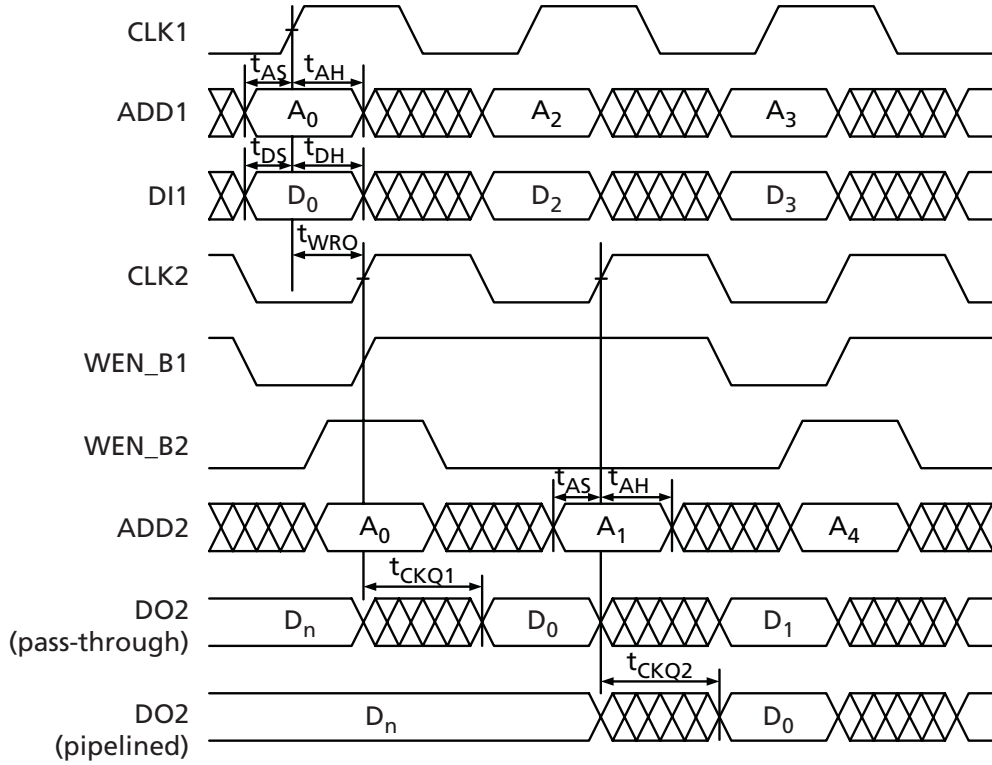 CLK1
tAS tAH
ADD1 A0 A2 A3
tDS tDH
DI1 D0 D2 D3
tWRO
CLK2
WEN_B1
WEN_B2
tAS tAH
ADD2 A0 A1 A4
tCKQ1
DO2
(pass-through)
Dn D0 D1
tCKQ2
DO2
(pipelined)
Dn D0